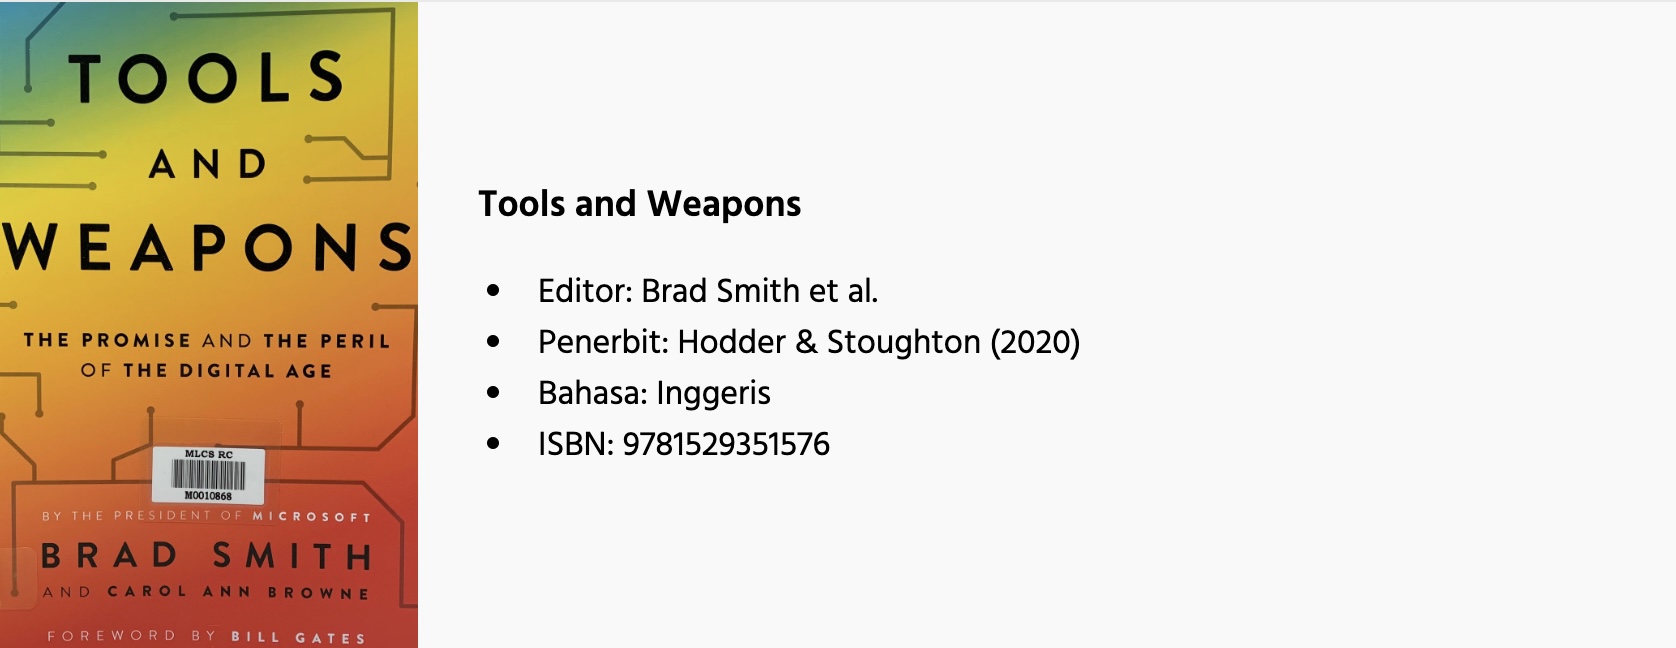 TOOLS
AND
WEAPONS
THE PROMISE AND THE PERIL
OF THE DIGITAL AGE
MLCS RC
M0010868
BY THE PRESIDENT OF MICROSOFT
BRAD SMITH
AND CAROL ANN BROWNE
FOREWORD BY BILL GATES
Tools and Weapons
• Editor: Brad Smith et al.
• Penerbit: Hodder & Stoughton (2020)
• Bahasa: Inggeris
• ISBN: 9781529351576